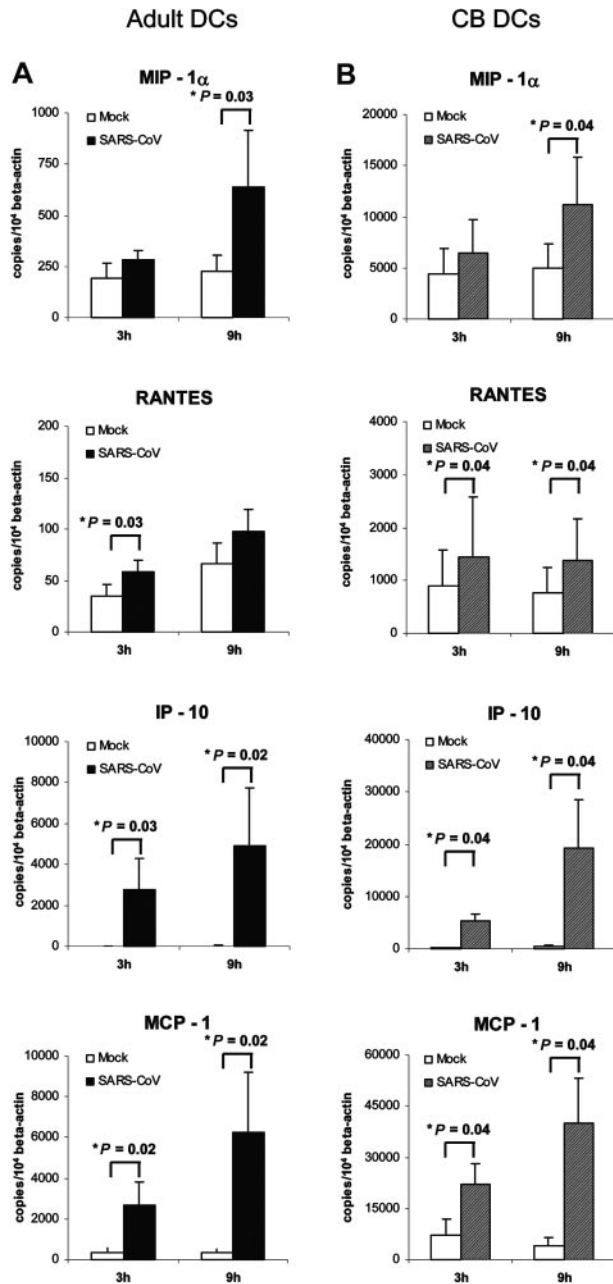 Adult DCs
CB DCs
A
MIP - 1α
* P = 0.03
1000
750
500
250
0
copies/10⁴ beta-actin
Mock
SARS-CoV
3h
9h
B
MIP - 1α
* P = 0.04
20000
15000
10000
5000
0
copies/10⁴ beta-actin
Mock
SARS-CoV
3h
9h
RANTES
200
150
100
50
0
copies/10⁴ beta-actin
Mock
SARS-CoV
* P = 0.03
3h
9h
RANTES
4000
3000
2000
1000
0
copies/10⁴ beta-actin
Mock
SARS-CoV
* P = 0.04
* P = 0.04
3h
9h
IP - 10
10000
8000
6000
4000
2000
0
copies/10⁴ beta-actin
Mock
SARS-CoV
* P = 0.03
* P = 0.02
3h
9h
IP - 10
40000
30000
20000
10000
0
copies/10⁴ beta-actin
Mock
SARS-CoV
* P = 0.04
* P = 0.04
3h
9h
MCP - 1
10000
8000
6000
4000
2000
0
copies/10⁴ beta-actin
Mock
SARS-CoV
* P = 0.02
* P = 0.02
3h
9h
MCP - 1
60000
45000
30000
15000
0
copies/10⁴ beta-actin
Mock
SARS-CoV
* P = 0.04
* P = 0.04
3h
9h